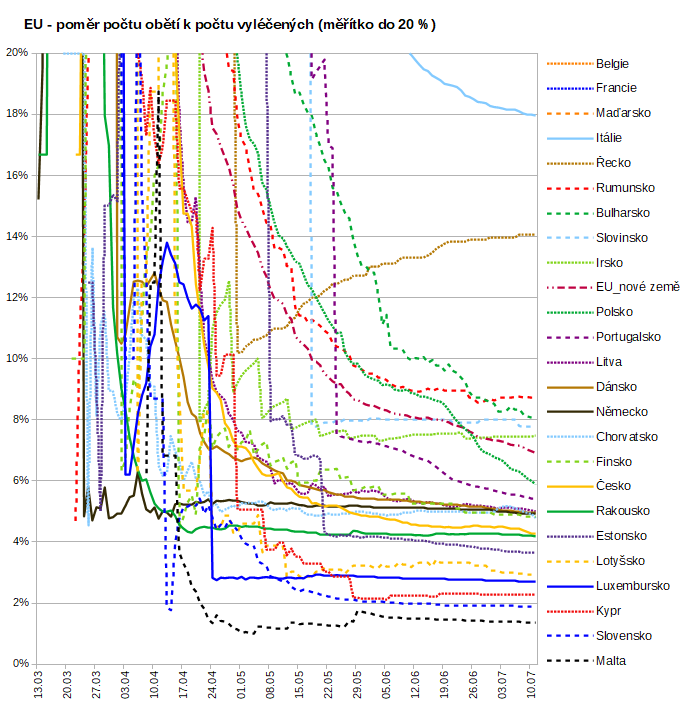 EU - poměr počtu obětí k počtu vyléčených (měřítko do 20 %)
20%
18%
16%
14%
12%
10%
8%
6%
4%
2%
0%
13.03
20.03
27.03
03.04
10.04
17.04
24.04
01.05
08.05
15.05
22.05
29.05
05.06
12.06
19.06
26.06
03.07
10.07
Belgie
Francie
Maďarsko
Itálie
Řecko
Rumunsko
Bulharsko
Slovinsko
Irsko
EU_nové země
Polsko
Portugalsko
Litva
Dánsko
Německo
Chorvatsko
Finsko
Česko
Rakousko
Estonsko
Lotyšsko
Luxembursko
Kypr
Slovensko
Malta